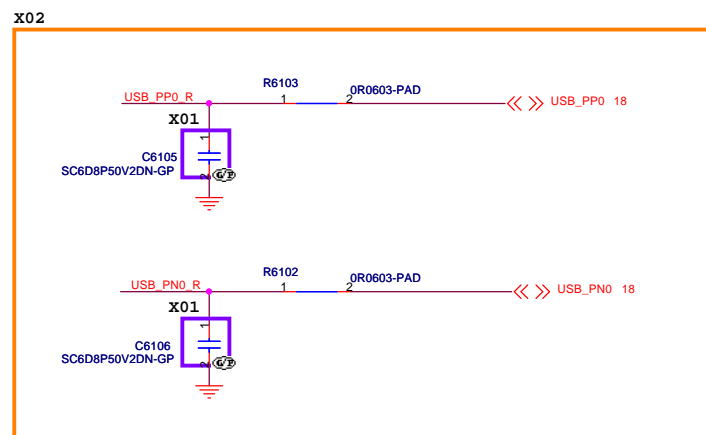 X02
R6103
USB_PP0_R 1 2 0R0603-PAD USB_PP0 18
X01
1
C6105
SC6D8P50V2DN-GP
2 G/P
R6102
USB_PN0_R 1 2 0R0603-PAD USB_PN0 18
X01
1
C6106
SC6D8P50V2DN-GP
2 G/P